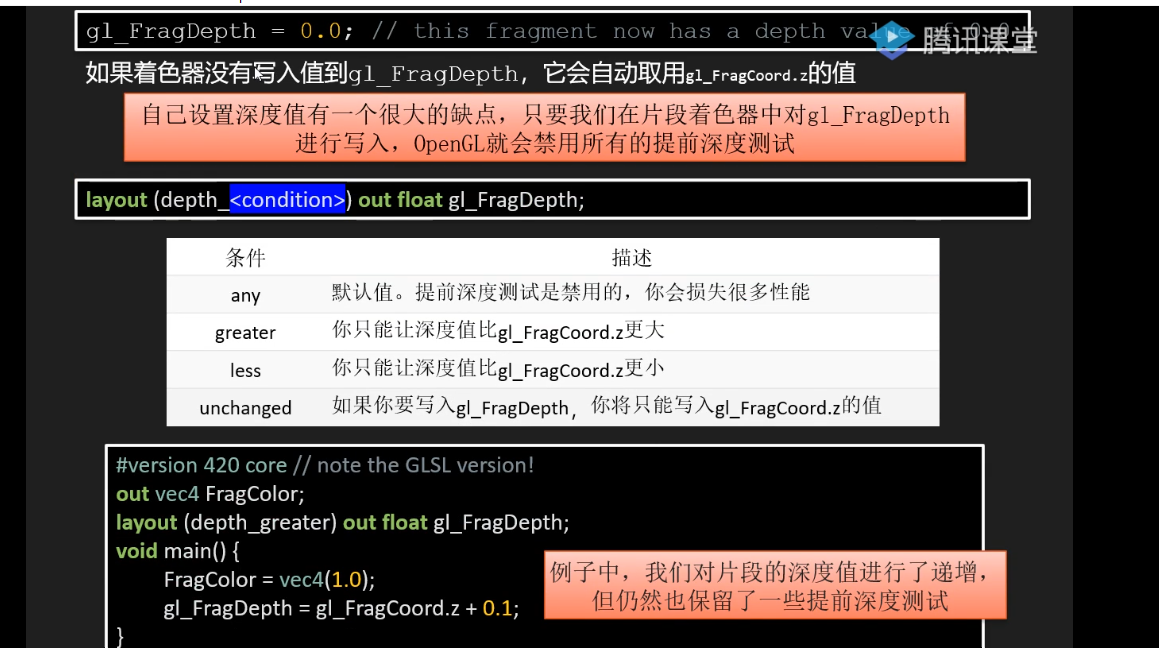 gl_FragDepth = 0.0; // this fragment now has a depth value of 0.0
腾讯课堂
如果着色器没有写入值到gl_FragDepth，它会自动取用gl_FragCoord.z的值
自己设置深度值有一个很大的缺点，只要我们在片段着色器中对gl_FragDepth
进行写入，OpenGL就会禁用所有的提前深度测试
layout (depth_<condition>) out float gl_FragDepth;
条件 描述
any 默认值。提前深度测试是禁用的，你会损失很多性能
greater 你只能让深度值比gl_FragCoord.z更大
less 你只能让深度值比gl_FragCoord.z更小
unchanged 如果你要写入gl_FragDepth，你将只能写入gl_FragCoord.z的值
#version 420 core // note the GLSL version!
out vec4 FragColor;
layout (depth_greater) out float gl_FragDepth;
void main() {
FragColor = vec4(1.0);
gl_FragDepth = gl_FragCoord.z + 0.1;
}
例子中，我们对片段的深度值进行了递增，
但仍然也保留了一些提前深度测试